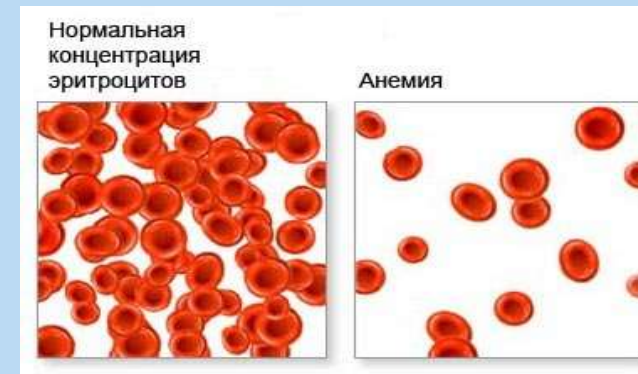 Нормальная
концентрация
эритроцитов
Анемия